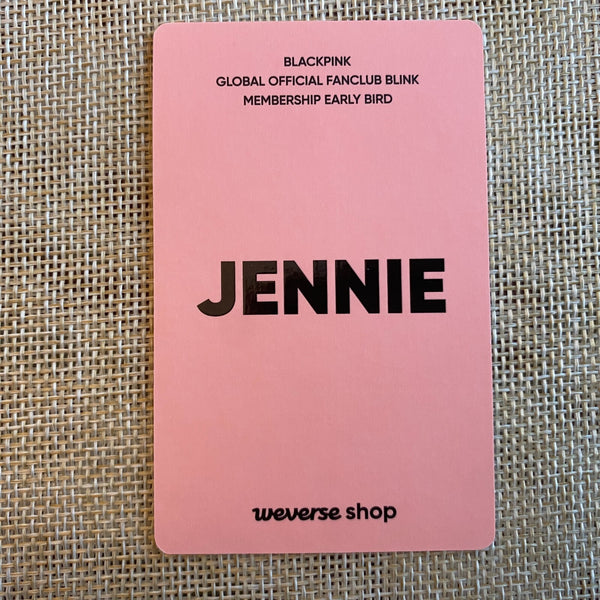 BLACKPINK
GLOBAL OFFICIAL FANCLUB BLINK
MEMBERSHIP EARLY BIRD
JENNIE
weverse shop